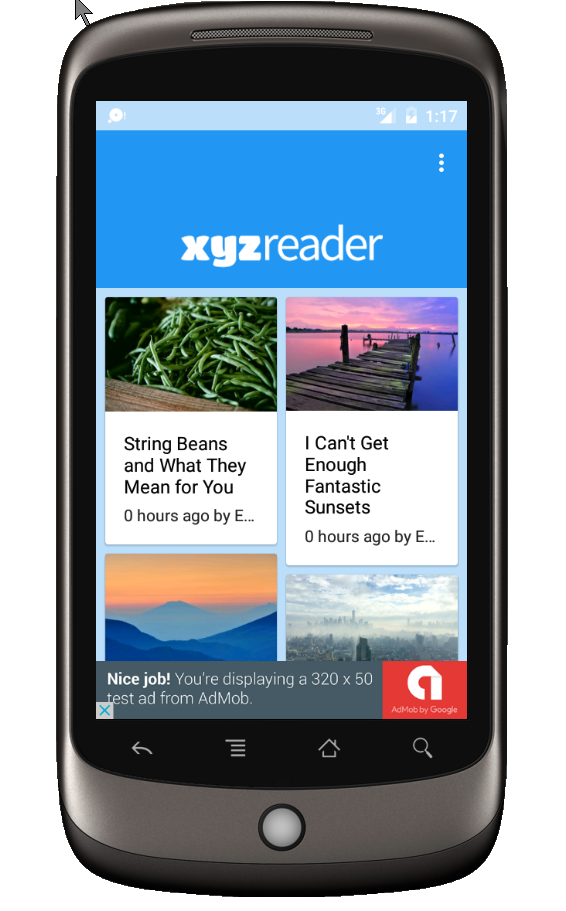 3G 1:17
xyzreader
String Beans
and What They
Mean for You
0 hours ago by E...
I Can't Get
Enough
Fantastic
Sunsets
0 hours ago by E...
Nice job! You're displaying a 320 x 50
test ad from AdMob.
AdMob by Google